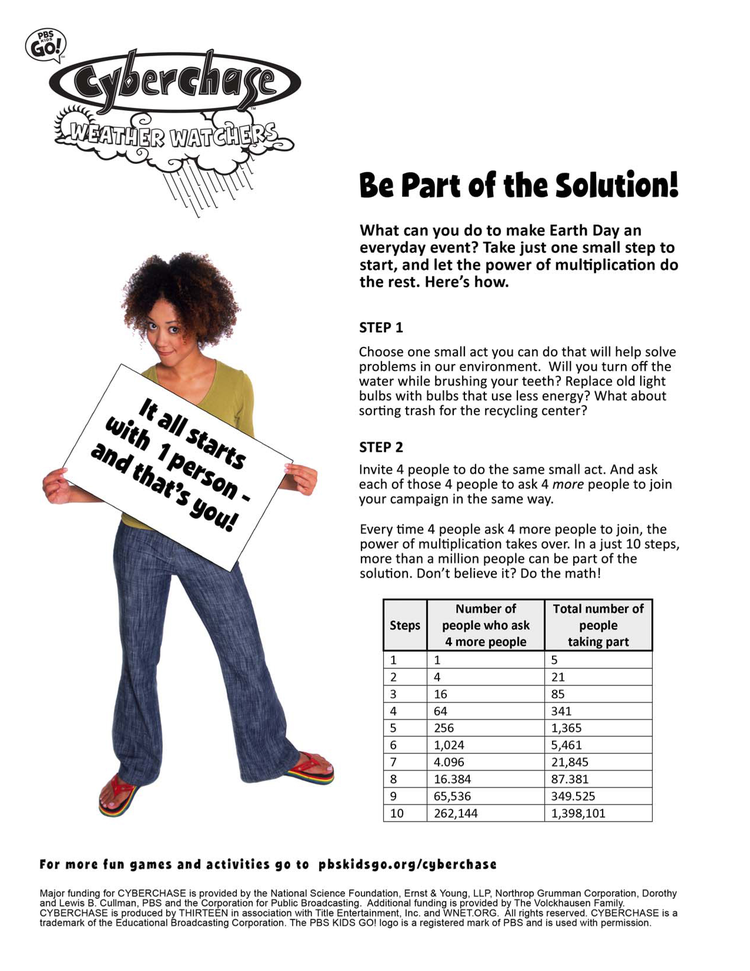 PBS
KIDS
GO!
Cyberchase
WEATHER WATCHERS
Be Part of the Solution!
What can you do to make Earth Day an
everyday event? Take just one small step to
start, and let the power of multiplication do
the rest. Here's how.
STEP 1
Choose one small act you can do that will help solve
problems in our environment. Will you turn off the
water while brushing your teeth? Replace old light
bulbs with bulbs that use less energy? What about
sorting trash for the recycling center?
It all starts
with 1 person -
and that's you!
STEP 2
Invite 4 people to do the same small act. And ask
each of those 4 people to ask 4 more people to join
your campaign in the same way.
Every time 4 people ask 4 more people to join, the
power of multiplication takes over. In a just 10 steps,
more than a million people can be part of the
solution. Don't believe it? Do the math!
Steps Number of people who ask 4 more people Total number of people taking part
1 1 5
2 4 21
3 16 85
4 64 341
5 256 1,365
6 1,024 5,461
7 4.096 21,845
8 16.384 87.381
9 65,536 349.525
10 262,144 1,398,101
For more fun games and activities go to pbskidsgo.org/cyberchase
Major funding for CYBERCHASE is provided by the National Science Foundation, Ernst & Young, LLP, Northrop Grumman Corporation, Dorothy
and Lewis B. Cullman, PBS and the Corporation for Public Broadcasting. Additional funding is provided by The Volckhausen Family.
CYBERCHASE is produced by THIRTEEN in association with Title Entertainment, Inc. and WNET.ORG. All rights reserved. CYBERCHASE is a
trademark of the Educational Broadcasting Corporation. The PBS KIDS GO! logo is a registered mark of PBS and is used with permission.